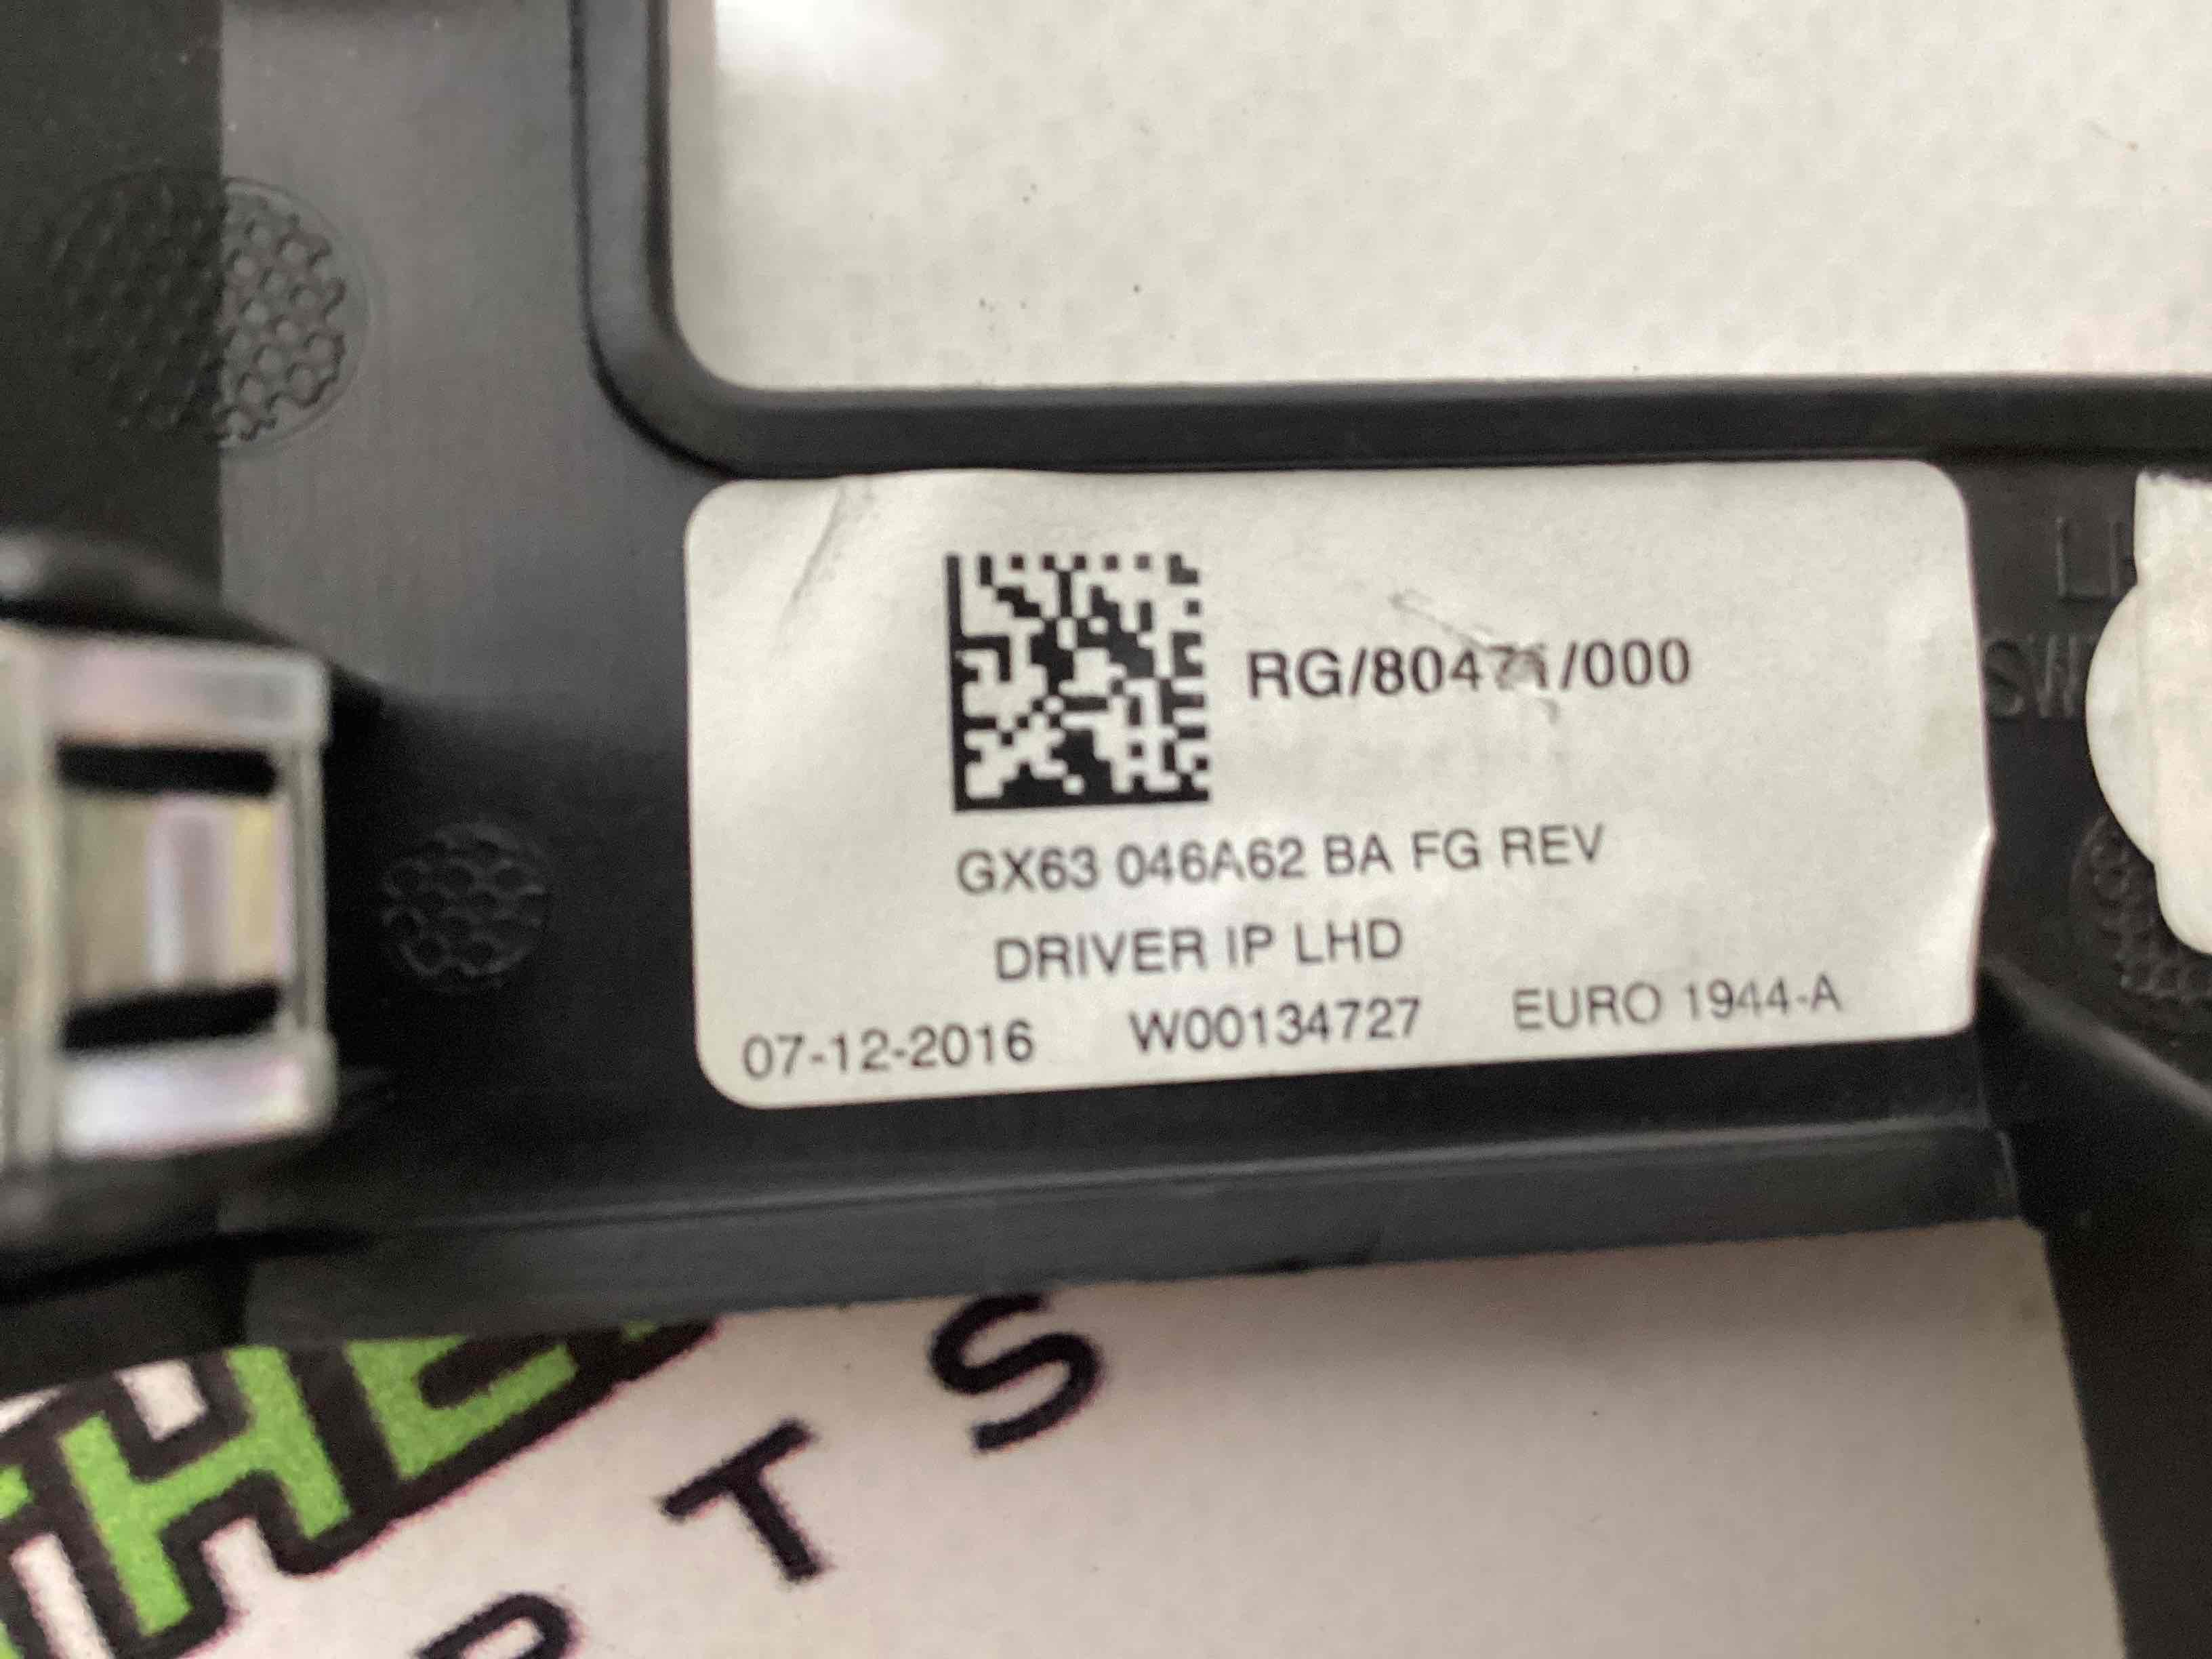 RG/80471/000
GX63 046A62 BA FG REV
DRIVER IP LHD
07-12-2016 W00134727 EURO 1944-A